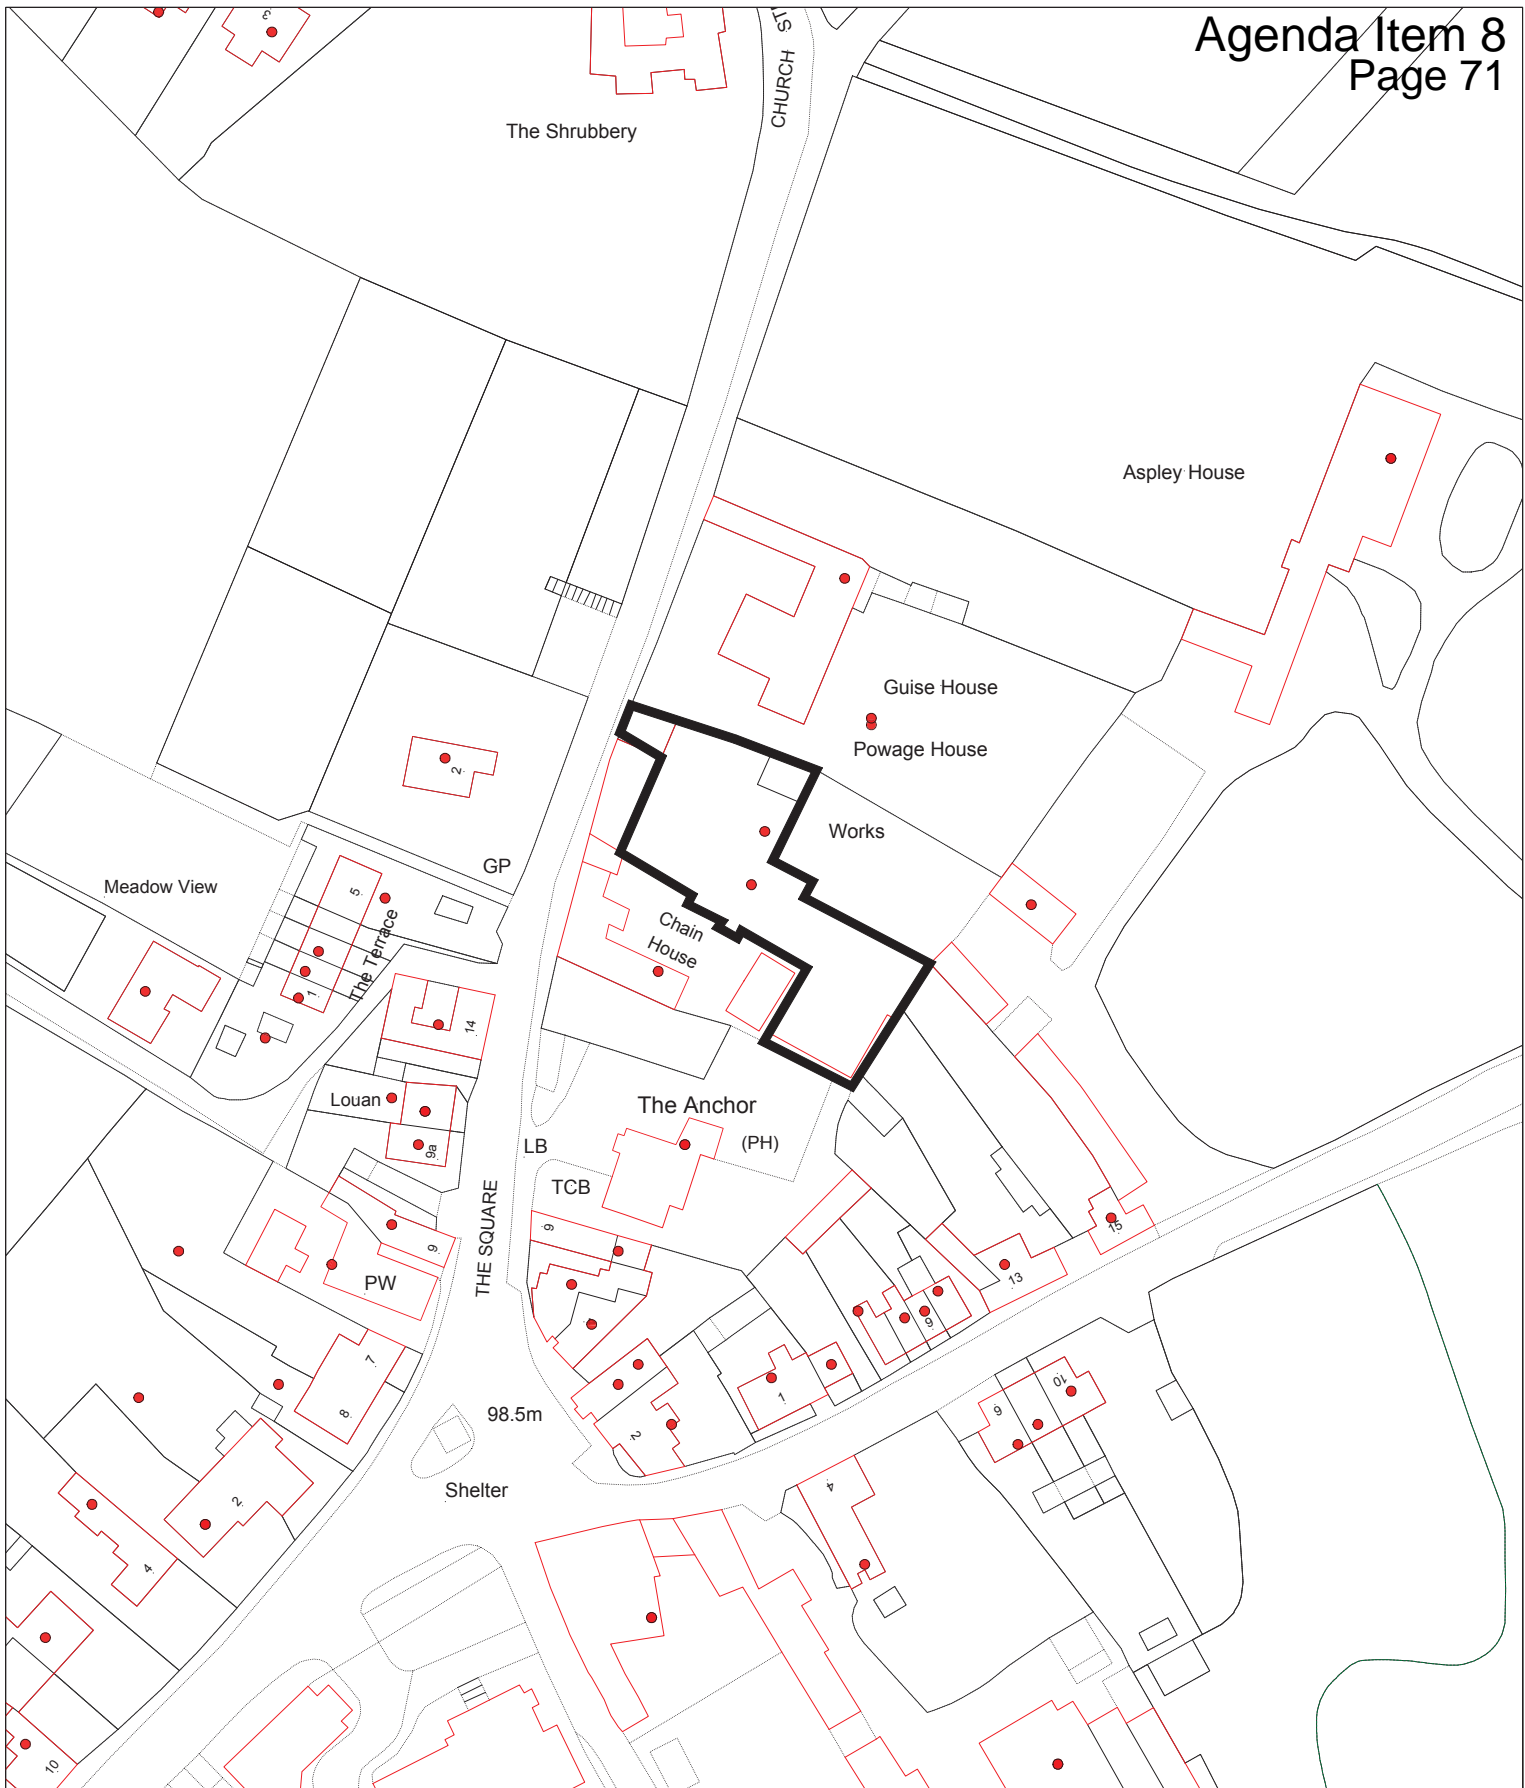 Agenda Item 8
Page 71
3
CHURCH ST
The Shrubbery
Aspley House
Guise House
Powage House
2
Works
GP
Meadow View
5
The Terrace
1
Chain
House
14
The Anchor
(PH)
Louan
LB
9a
TCB
THE SQUARE
9
15
9
PW
13
9
7
8
1
10
9
98.5m
2
Shelter
4
2
4
10